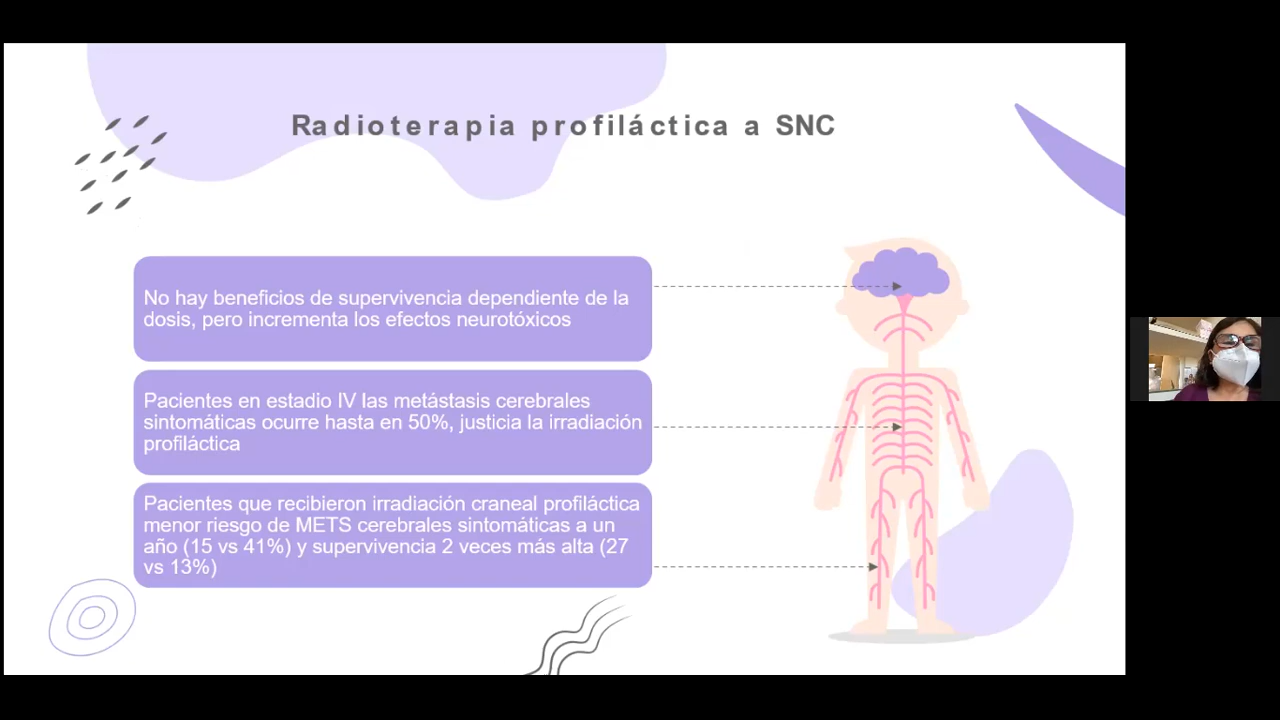 Radioterapia profiláctica a SNC
No hay beneficios de supervivencia dependiente de la
dosis, pero incrementa los efectos neurotóxicos
Pacientes en estadio IV las metástasis cerebrales
sintomáticas ocurre hasta en 50%, justicia la irradiación
profiláctica
Pacientes que recibieron irradiación craneal profiláctica
menor riesgo de METS cerebrales sintomáticas a un
año (15 vs 41%) y supervivencia 2 veces más alta (27
vs 13%)